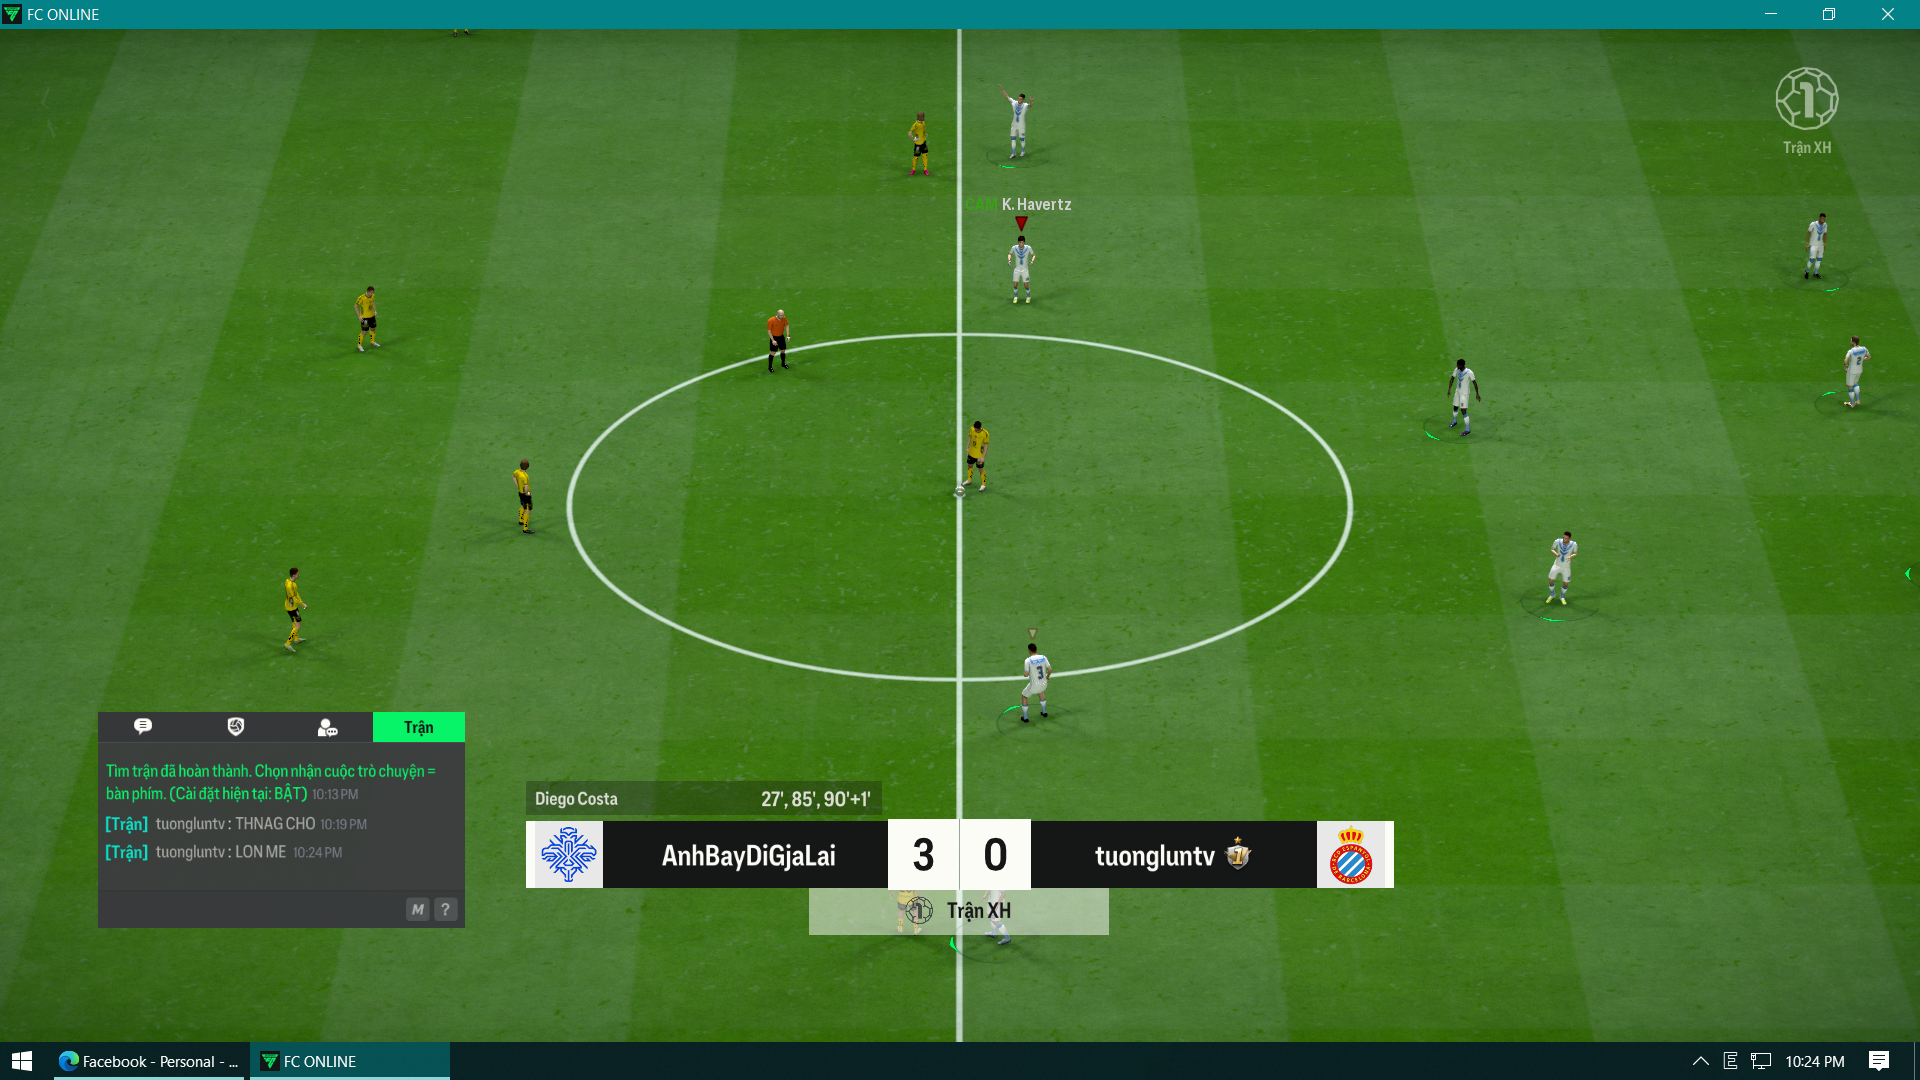 FC ONLINE
Trận XH
CAM K. Havertz
Trận
Tìm trận đã hoàn thành. Chọn nhận cuộc trò chuyện =
bàn phím. (Cài đặt hiện tại: BẬT) 10:13 PM
[Trận] tuongluntv : THNAG CHO 10:19 PM
[Trận] tuongluntv : LON ME 10:24 PM
M ?
Diego Costa 27', 85', 90'+1'
AnhBayDiGjaLai 3 0 tuongluntv 1
Trận XH
Facebook - Personal - ...
FC ONLINE
E
10:24 PM